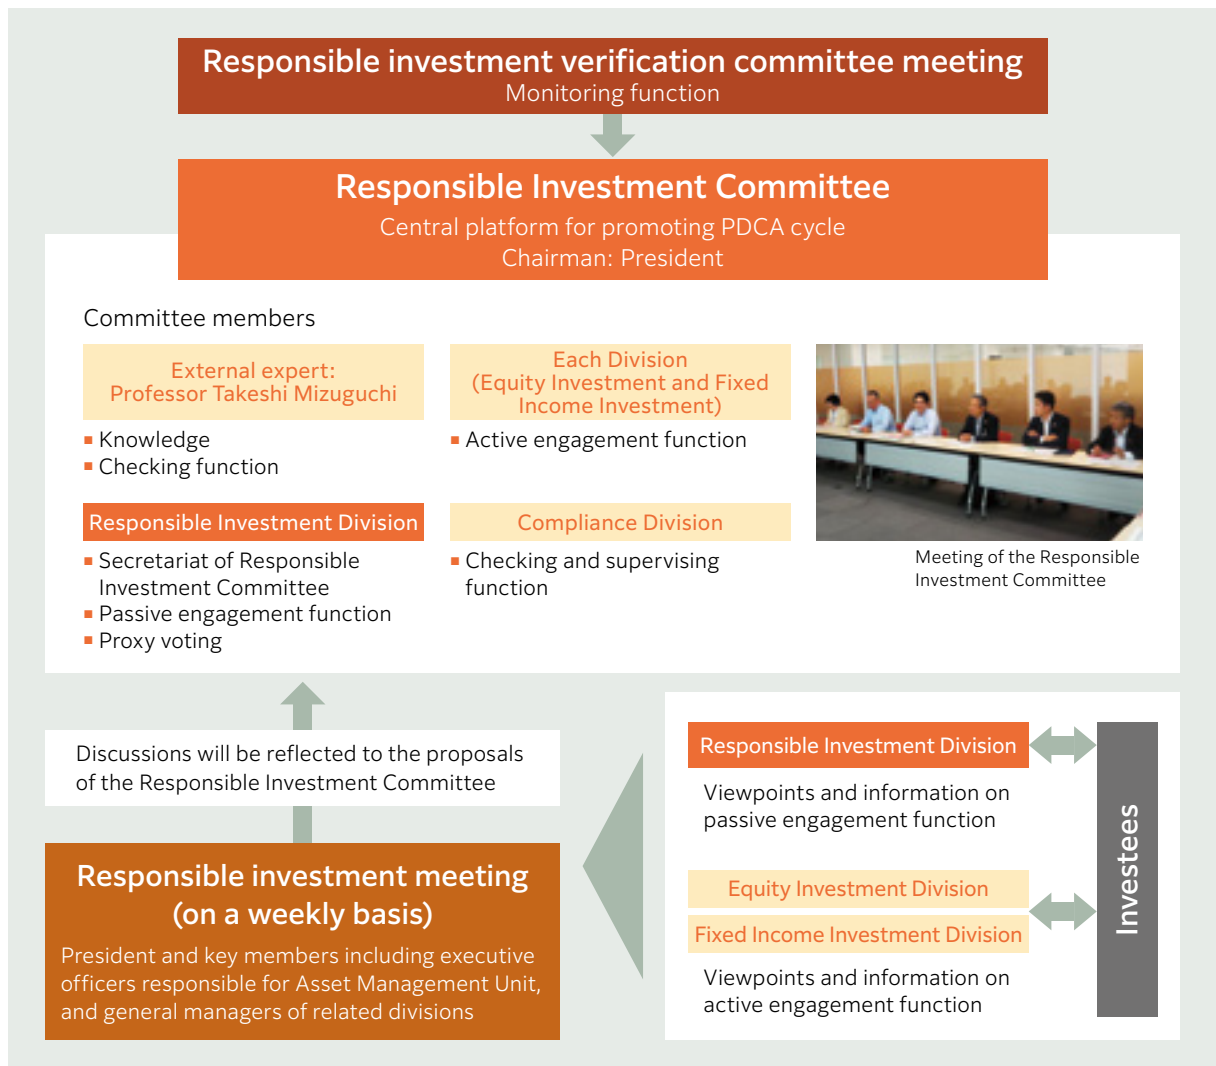 Responsible investment verification committee meeting
Monitoring function
Responsible Investment Committee
Central platform for promoting PDCA cycle
Chairman: President
Committee members
External expert:
Professor Takeshi Mizuguchi
Knowledge
Checking function
Each Division
(Equity Investment and Fixed
Income Investment)
Active engagement function
Responsible Investment Division
Secretariat of Responsible
Investment Committee
Passive engagement function
Proxy voting
Compliance Division
Checking and supervising
function
Meeting of the Responsible
Investment Committee
Discussions will be reflected to the proposals
of the Responsible Investment Committee
Responsible investment meeting
(on a weekly basis)
President and key members including executive
officers responsible for Asset Management Unit,
and general managers of related divisions
Responsible Investment Division
Viewpoints and information on
passive engagement function
Equity Investment Division
Fixed Income Investment Division
Viewpoints and information on
active engagement function
Investees